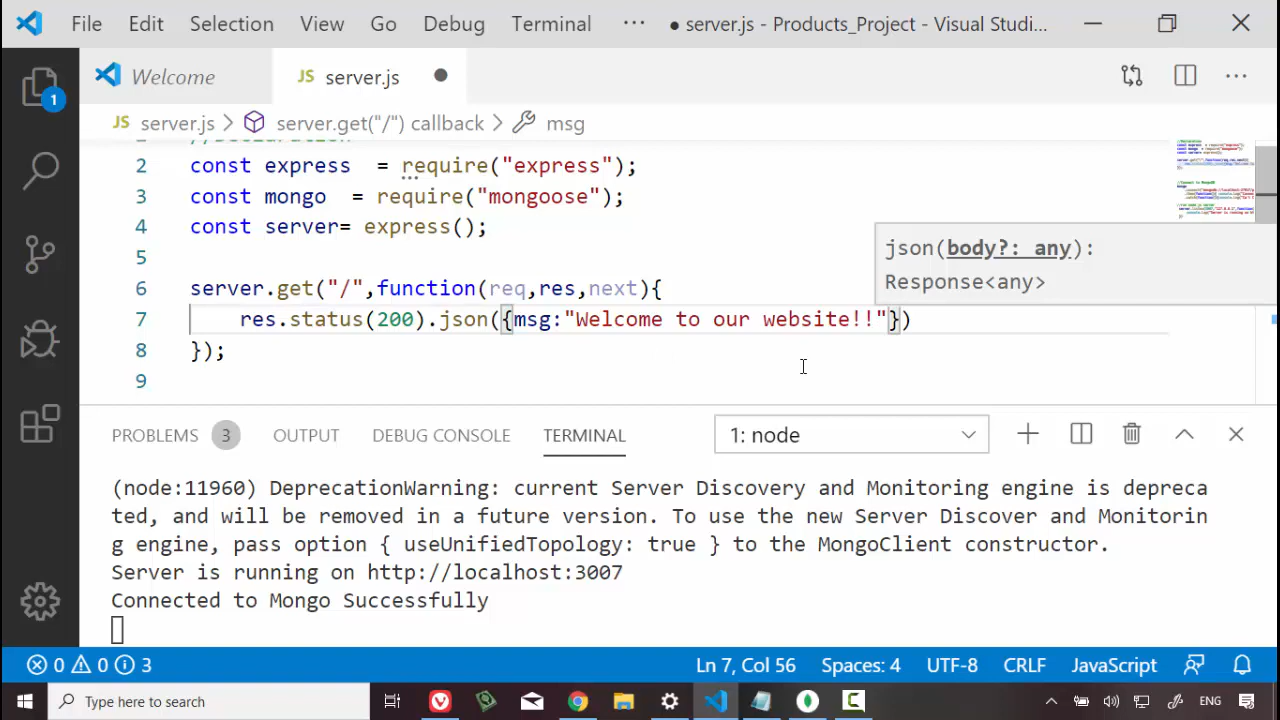 File Edit Selection View Go Debug Terminal ··· ● server.js - Products_Project - Visual Studi...
Welcome JS server.js ●
JS server.js > server.get("/") callback > msg
2 const express = require("express");
3 const mongo = require("mongoose");
4 const server= express();
5
6 server.get("/",function(req,res,next){
7 res.status(200).json({msg:"Welcome to our website!!"})
8 });
9
json(body?: any):
Response<any>
1
PROBLEMS 3 OUTPUT DEBUG CONSOLE TERMINAL 1: node
(node:11960) DeprecationWarning: current Server Discovery and Monitoring engine is depreca
ted, and will be removed in a future version. To use the new Server Discover and Monitorin
g engine, pass option { useUnifiedTopology: true } to the MongoClient constructor.
Server is running on http://localhost:3007
Connected to Mongo Successfully
0 0 3 Ln 7, Col 56 Spaces: 4 UTF-8 CRLF JavaScript
Type here to search ENG